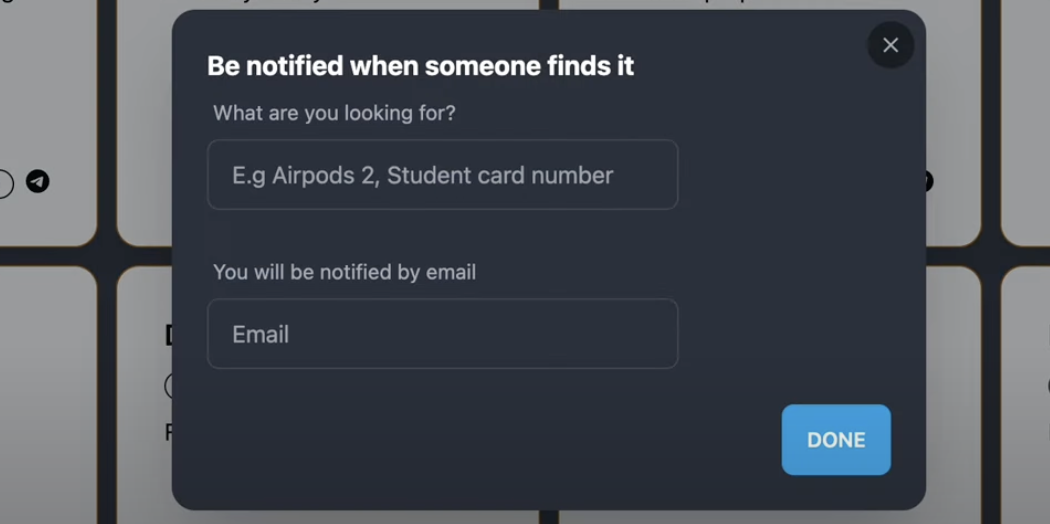 Be notified when someone finds it
What are you looking for?
E.g Airpods 2, Student card number
You will be notified by email
Email
DONE